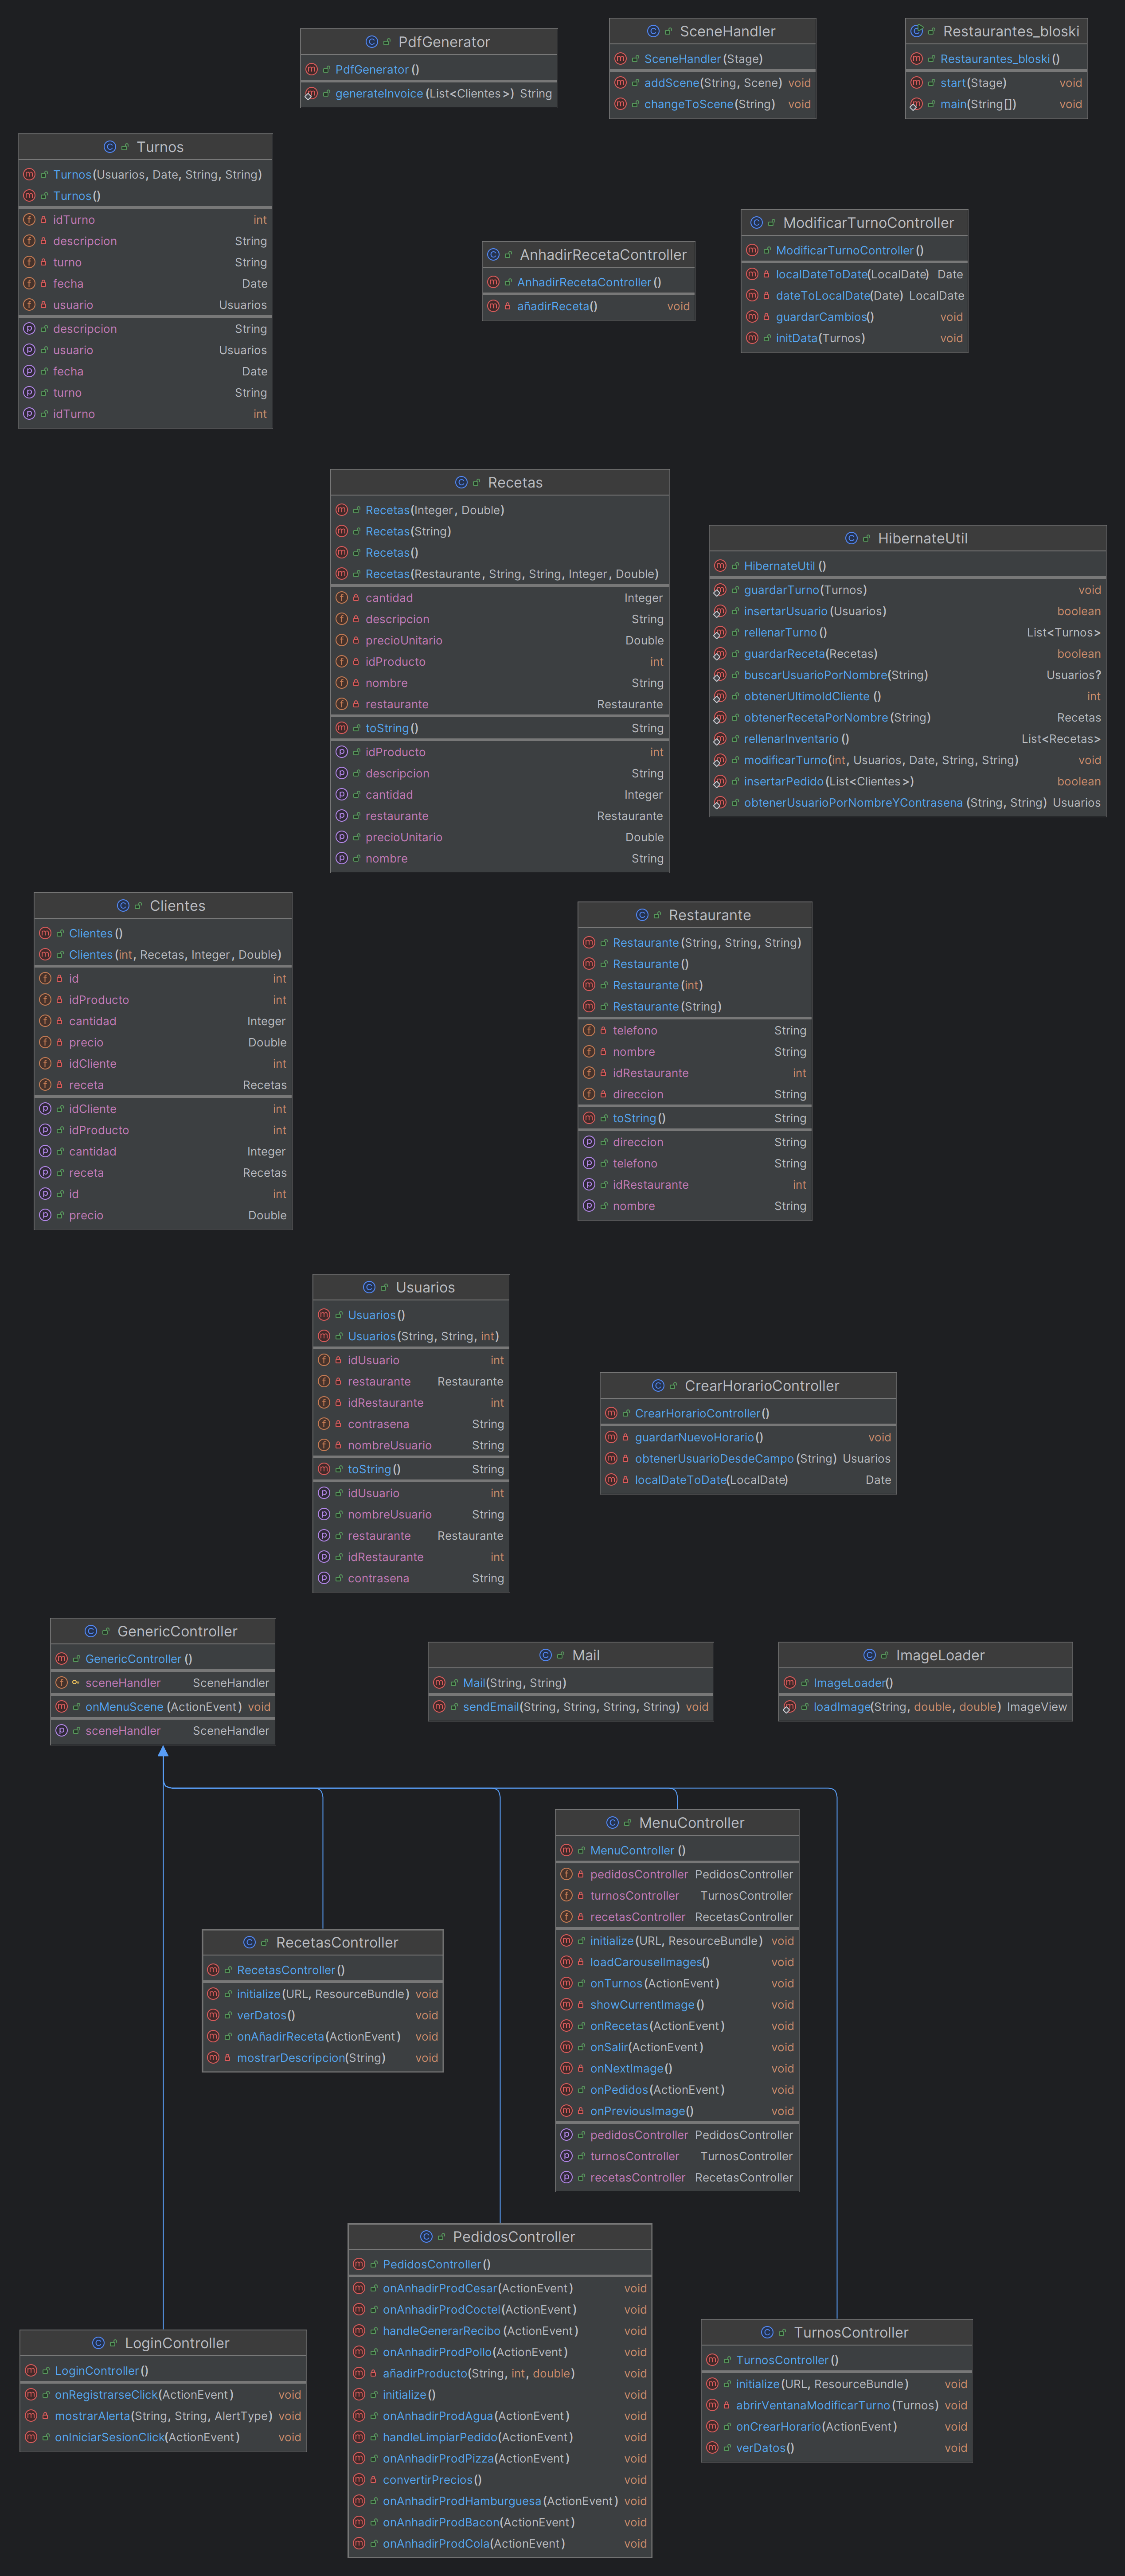 PdfGenerator
PdfGenerator()
generateInvoice(List<Clientes>) String
SceneHandler
SceneHandler(Stage)
addScene(String, Scene) void
changeToScene(String) void
Restaurantes_bloski
Restaurantes_bloski()
start(Stage) void
main(String[]) void
Turnos
Turnos(Usuarios, Date, String, String)
Turnos()
idTurno int
descripcion String
turno String
fecha Date
usuario Usuarios
descripcion String
usuario Usuarios
fecha Date
turno String
idTurno int
AnhadirRecetaController
AnhadirRecetaController()
añadirReceta() void
ModificarTurnoController
ModificarTurnoController()
localDateToDate(LocalDate) Date
dateToLocalDate(Date) LocalDate
guardarCambios() void
initData(Turnos) void
Recetas
Recetas(Integer, Double)
Recetas(String)
Recetas()
Recetas(Restaurante, String, String, Integer, Double)
cantidad Integer
descripcion String
precioUnitario Double
idProducto int
nombre String
restaurante Restaurante
toString() String
idProducto int
descripcion String
cantidad Integer
restaurante Restaurante
precioUnitario Double
nombre String
HibernateUtil
HibernateUtil()
guardarTurno(Turnos) void
insertarUsuario(Usuarios) boolean
rellenarTurno() List<Turnos>
guardarReceta(Recetas) boolean
buscarUsuarioPorNombre(String) Usuarios?
obtenerUltimoIdCliente() int
obtenerRecetaPorNombre(String) Recetas
rellenarInventario() List<Recetas>
modificarTurno(int, Usuarios, Date, String, String) void
insertarPedido(List<Clientes>) boolean
obtenerUsuarioPorNombreYContrasena(String, String) Usuarios
Clientes
Clientes()
Clientes(int, Recetas, Integer, Double)
id int
idProducto int
cantidad Integer
precio Double
idCliente int
receta Recetas
idCliente int
idProducto int
cantidad Integer
receta Recetas
id int
precio Double
Restaurante
Restaurante(String, String, String)
Restaurante()
Restaurante(int)
Restaurante(String)
telefono String
nombre String
idRestaurante int
direccion String
toString() String
direccion String
telefono String
idRestaurante int
nombre String
Usuarios
Usuarios()
Usuarios(String, String, int)
idUsuario int
restaurante Restaurante
idRestaurante int
contrasena String
nombreUsuario String
toString() String
idUsuario int
nombreUsuario String
restaurante Restaurante
idRestaurante int
contrasena String
CrearHorarioController
CrearHorarioController()
guardarNuevoHorario() void
obtenerUsuarioDesdeCampo(String) Usuarios
localDateToDate(LocalDate) Date
GenericController
GenericController()
sceneHandler SceneHandler
onMenuScene(ActionEvent) void
sceneHandler SceneHandler
Mail
Mail(String, String)
sendEmail(String, String, String, String) void
ImageLoader
ImageLoader()
loadImage(String, double, double) ImageView
MenuController
MenuController()
pedidosController PedidosController
turnosController TurnosController
recetasController RecetasController
initialize(URL, ResourceBundle) void
loadCarouselImages() void
onTurnos(ActionEvent) void
showCurrentImage() void
onRecetas(ActionEvent) void
onSalir(ActionEvent) void
onNextImage() void
onPedidos(ActionEvent) void
onPreviousImage() void
pedidosController PedidosController
turnosController TurnosController
recetasController RecetasController
RecetasController
RecetasController()
initialize(URL, ResourceBundle) void
verDatos() void
onAñadirReceta(ActionEvent) void
mostrarDescripcion(String) void
PedidosController
PedidosController()
onAnhadirProdCesar(ActionEvent) void
onAnhadirProdCoctel(ActionEvent) void
handleGenerarRecibo(ActionEvent) void
onAnhadirProdPollo(ActionEvent) void
añadirProducto(String, int, double) void
initialize() void
onAnhadirProdAgua(ActionEvent) void
handleLimpiarPedido(ActionEvent) void
onAnhadirProdPizza(ActionEvent) void
convertirPrecios() void
onAnhadirProdHamburguesa(ActionEvent) void
onAnhadirProdBacon(ActionEvent) void
onAnhadirProdCola(ActionEvent) void
LoginController
LoginController()
onRegistrarseClick(ActionEvent) void
mostrarAlerta(String, String, AlertType) void
onIniciarSesionClick(ActionEvent) void
TurnosController
TurnosController()
initialize(URL, ResourceBundle) void
abrirVentanaModificarTurno(Turnos) void
onCrearHorario(ActionEvent) void
verDatos() void